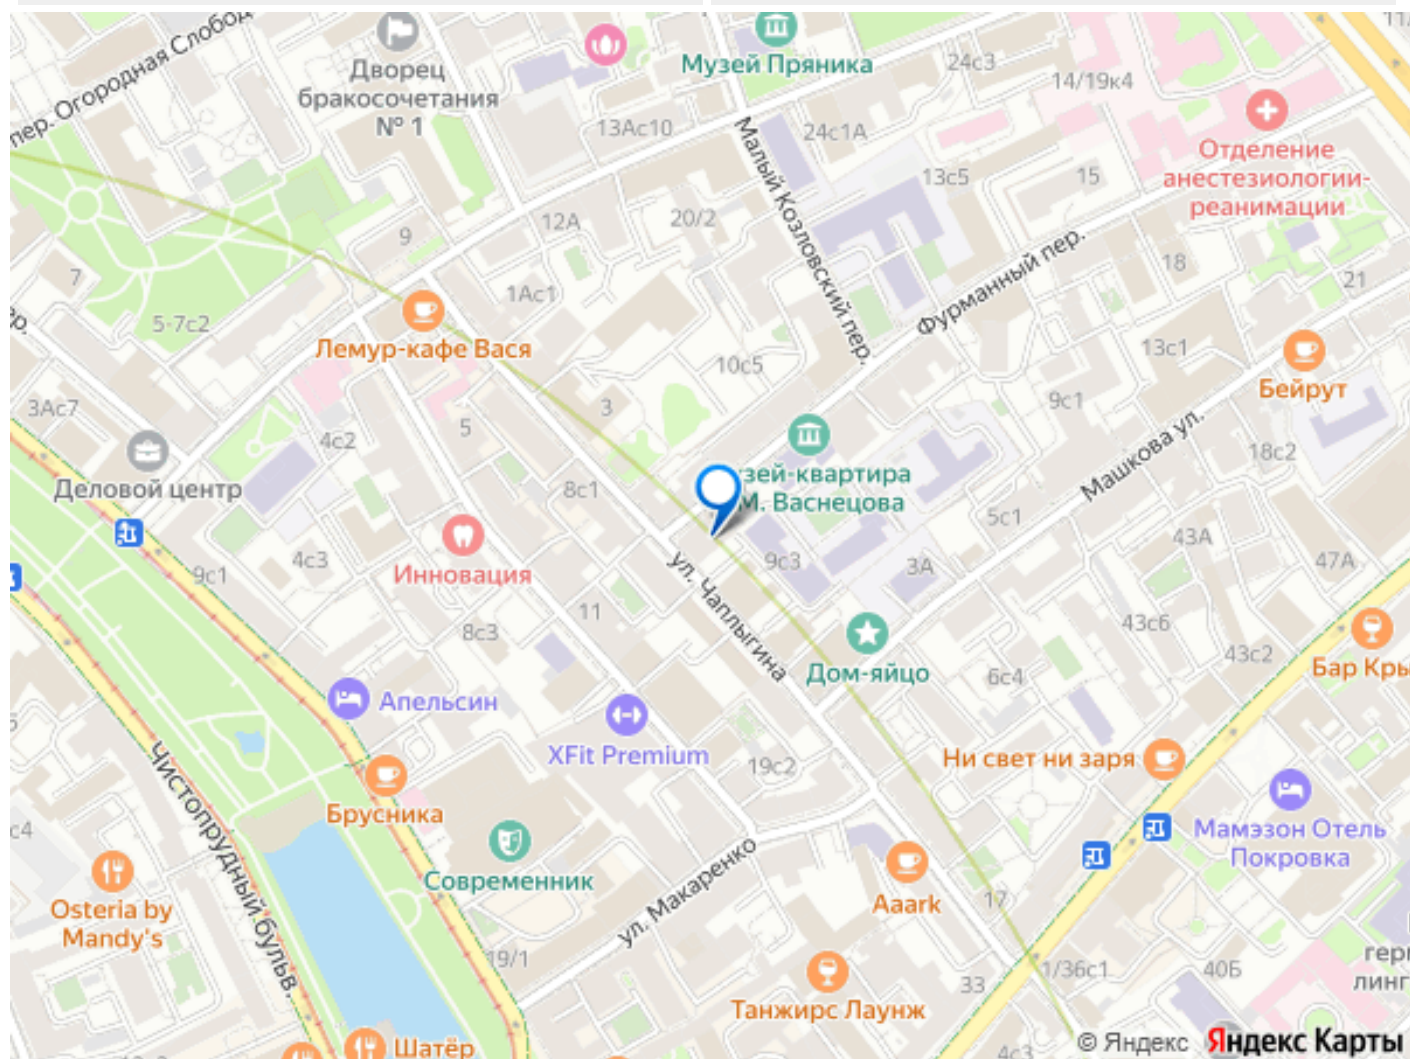 пер. Огородная Слобод
Дворец
бракосочетания
№ 1
Музей Пряника
24с3
14/19к4
13Ас10
24с1А
Малый Козловский пер.
Отделение
анестезиологии-
реанимации
13с5
15
12А
20/2
9
7
1Ас1
5-7с2
Фурманный пер.
18
21
Лемур-кафе Вася
10с5
13с1
Бейрут
3Ас7
3
5
4с2
9с1
Машкова ул.
18с2
Деловой центр
8с1
зей-квартира
М. Васнецова
5с1
43А
47А
Инновация
4с3
9с1
9с3
3А
ул. Чаплыгина
11
8с3
43с6
43с2
Дом-яйцо
Бар Кры
6с4
Апельсин
XFit Premium
19с2
Ни свет ни заря
Чистопрудный бульв.
Брусника
Мамэзон Отель
Покровка
с4
Современник
ул. Макаренко
Aaark
17
Osteria by
Mandy's
19/1
33
1/36с1
40Б
гері
линг
Танжирс Лаунж
Шатёр
4с3
© Яндекс Яндекс Карты